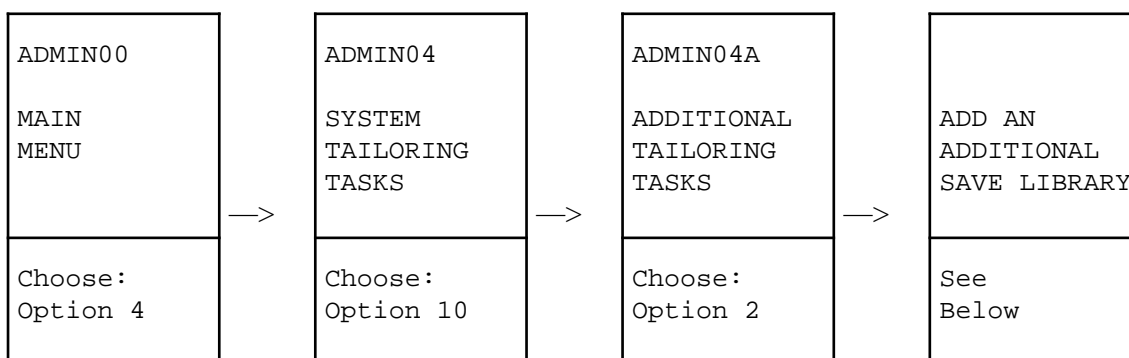 ADMIN00
MAIN
MENU
Choose:
Option 4
—>
ADMIN04
SYSTEM
TAILORING
TASKS
Choose:
Option 10
—>
ADMIN04A
ADDITIONAL
TAILORING
TASKS
Choose:
Option 2
—>
ADD AN
ADDITIONAL
SAVE LIBRARY
See
Below